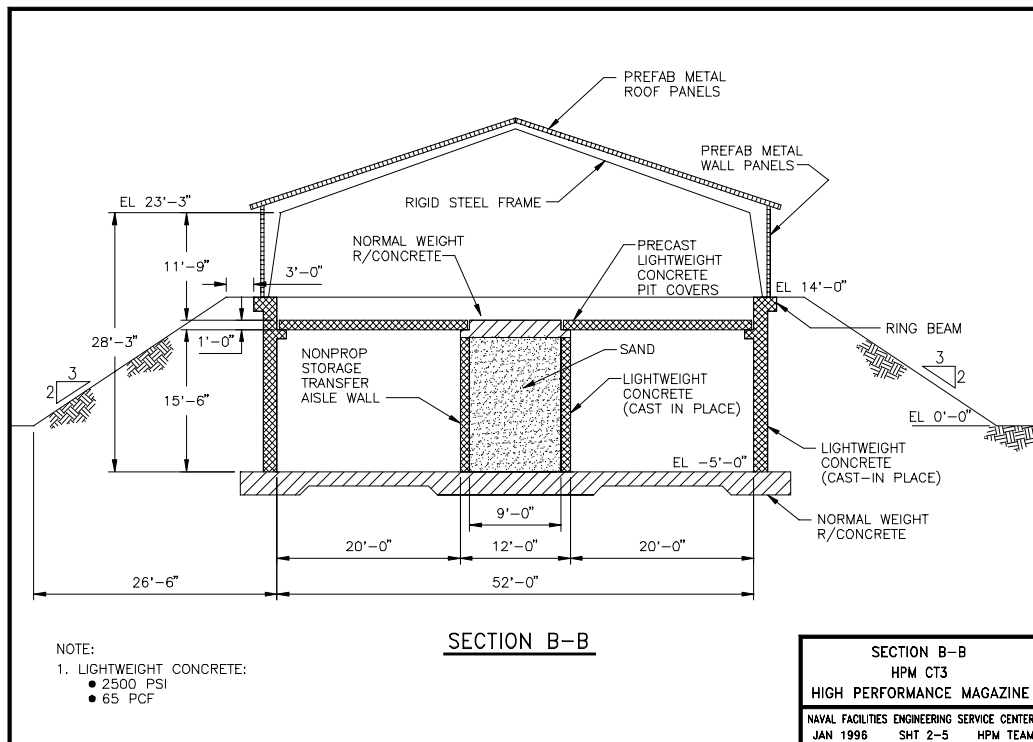 PREFAB METAL
ROOF PANELS
PREFAB METAL
WALL PANELS
EL 23'-3"
RIGID STEEL FRAME
NORMAL WEIGHT
R/CONCRETE
PRECAST
LIGHTWEIGHT
CONCRETE
PIT COVERS
11'-9"
3'-0"
EL 14'-0"
RING BEAM
28'-3"
1'-0"
NONPROP
STORAGE
TRANSFER
AISLE WALL
SAND
3
2
3
2
15'-6"
LIGHTWEIGHT
CONCRETE
(CAST IN PLACE)
EL 0'-0"
EL -5'-0"
LIGHTWEIGHT
CONCRETE
(CAST-IN PLACE)
9'-0"
NORMAL WEIGHT
R/CONCRETE
20'-0"
12'-0"
20'-0"
26'-6"
52'-0"
SECTION B-B
NOTE:
1. LIGHTWEIGHT CONCRETE:
● 2500 PSI
● 65 PCF
SECTION B-B
HPM CT3
HIGH PERFORMANCE MAGAZINE
NAVAL FACILITIES ENGINEERING SERVICE CENTER
JAN 1996 SHT 2-5 HPM TEAM